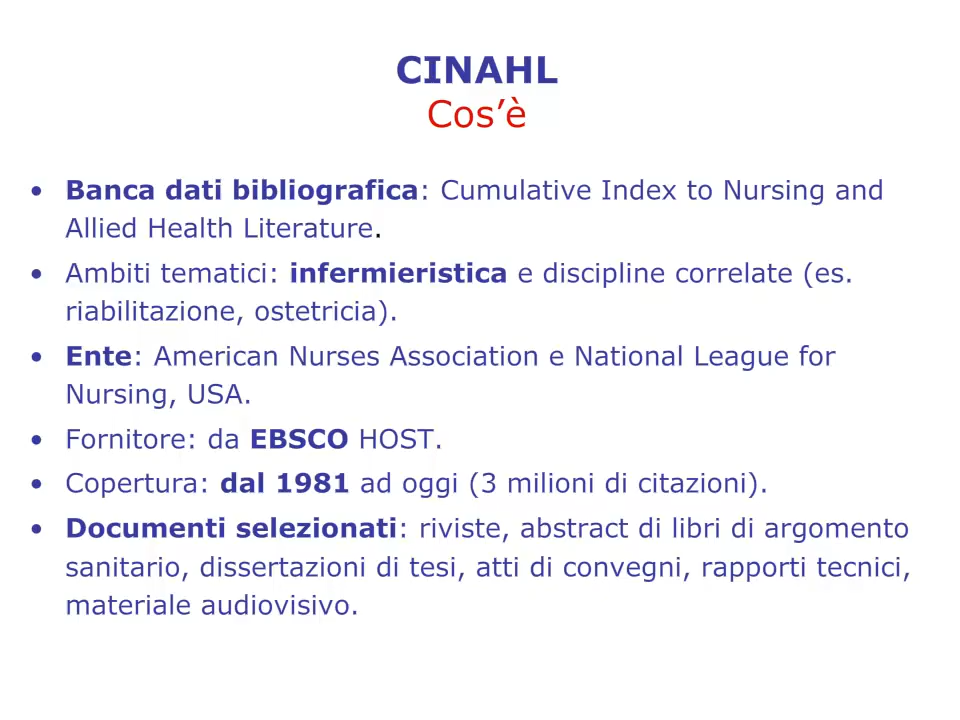 CINAHL
Cos’è
• Banca dati bibliografica: Cumulative Index to Nursing and
Allied Health Literature.
• Ambiti tematici: infermieristica e discipline correlate (es.
riabilitazione, ostetricia).
• Ente: American Nurses Association e National League for
Nursing, USA.
• Fornitore: da EBSCO HOST.
• Copertura: dal 1981 ad oggi (3 milioni di citazioni).
• Documenti selezionati: riviste, abstract di libri di argomento
sanitario, dissertazioni di tesi, atti di convegni, rapporti tecnici,
materiale audiovisivo.